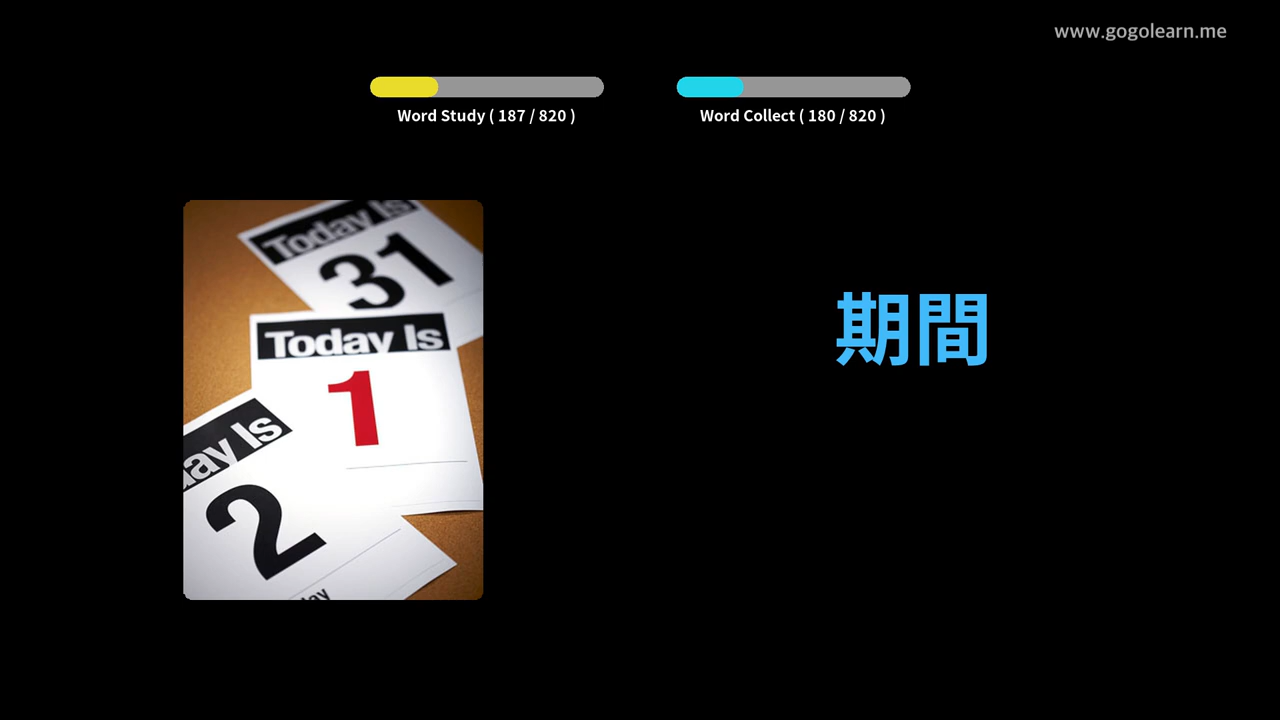 www.gogolearn.me
Word Study ( 187 / 820 )
Word Collect ( 180 / 820 )
Today Is
31
Today Is
1
ay Is
2
期間